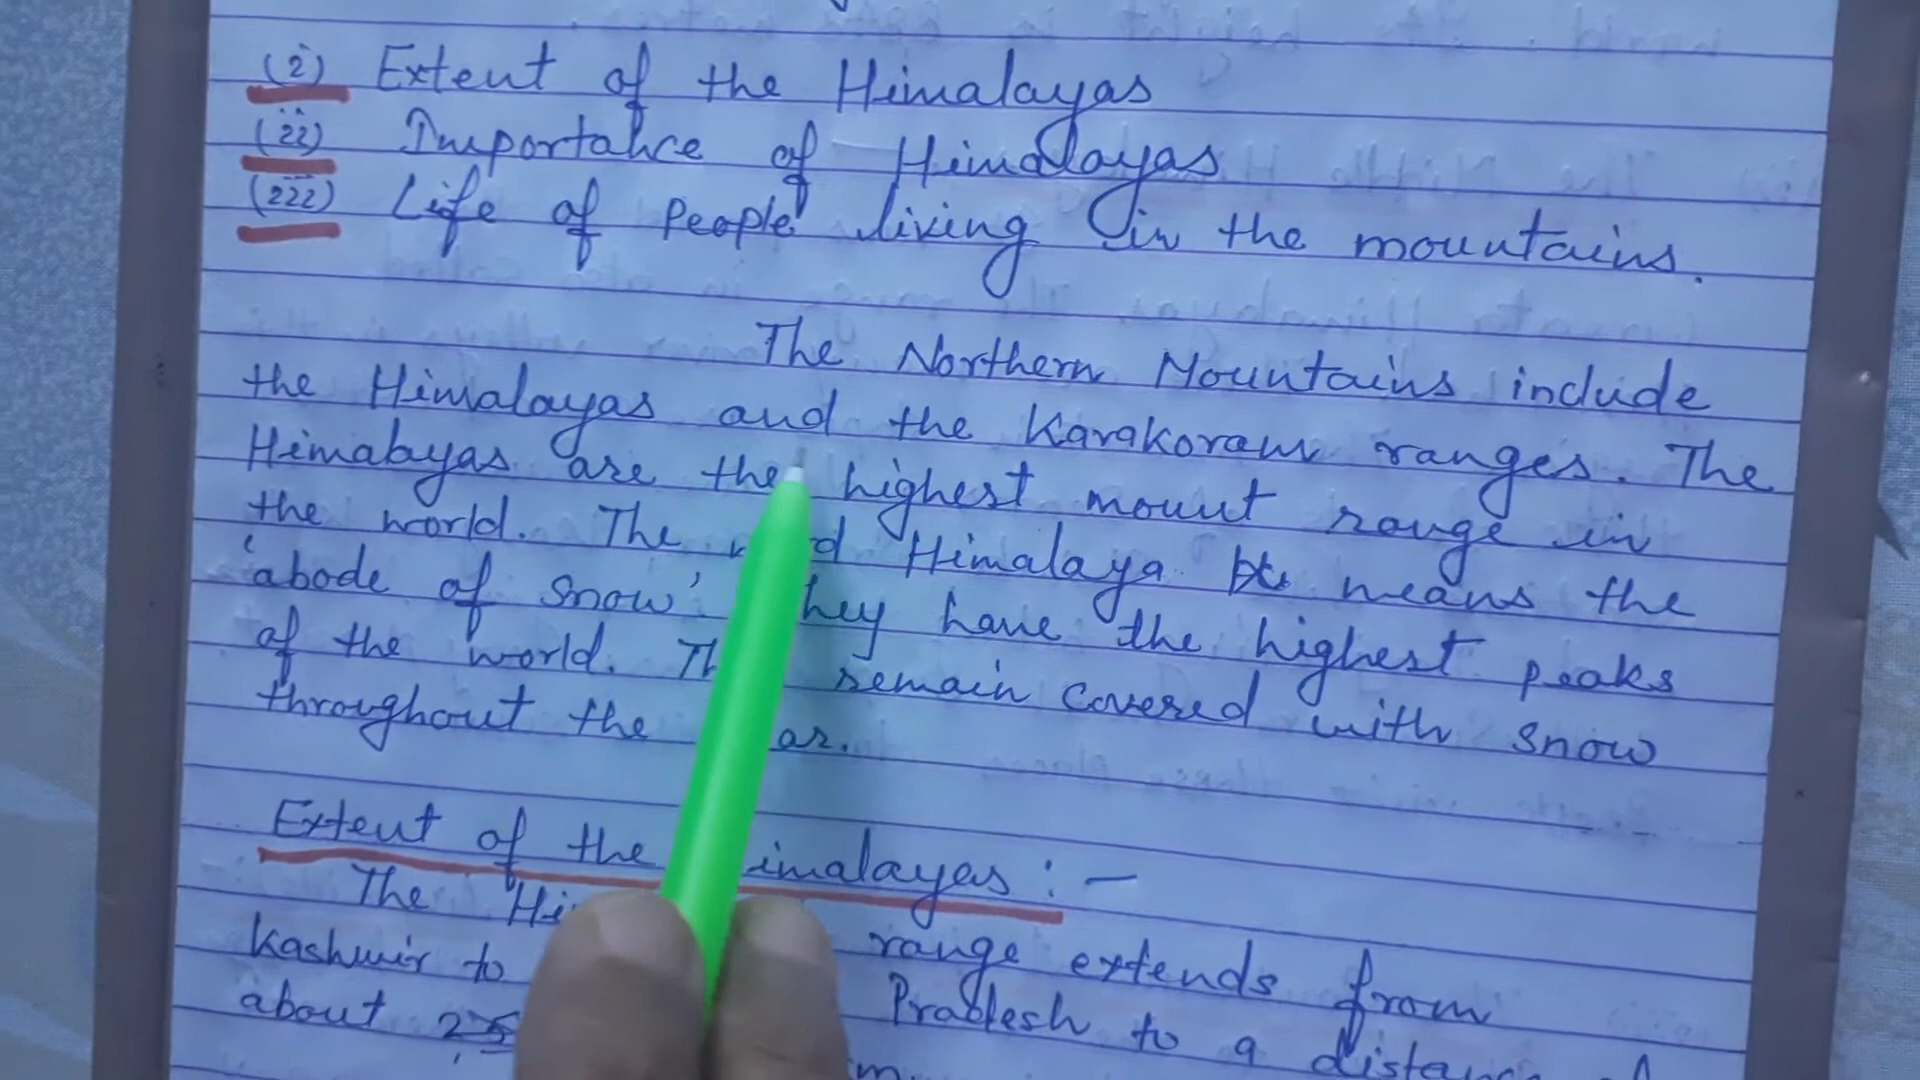 (i) Extent of the Himalayas
(ii) Importance of Himalayas
(iii) Life of People living in the mountains.
The Northern Mountains include
the Himalayas and the Karakoram ranges. The
Himalayas are the highest mount range in
the world. The Himalaya means the
'abode of snow'. They have the highest peaks
of the world. remain covered with snow
throughout the
Extent of the Himalayas : -
The range extends from
Kashmir to
about Pradesh to a